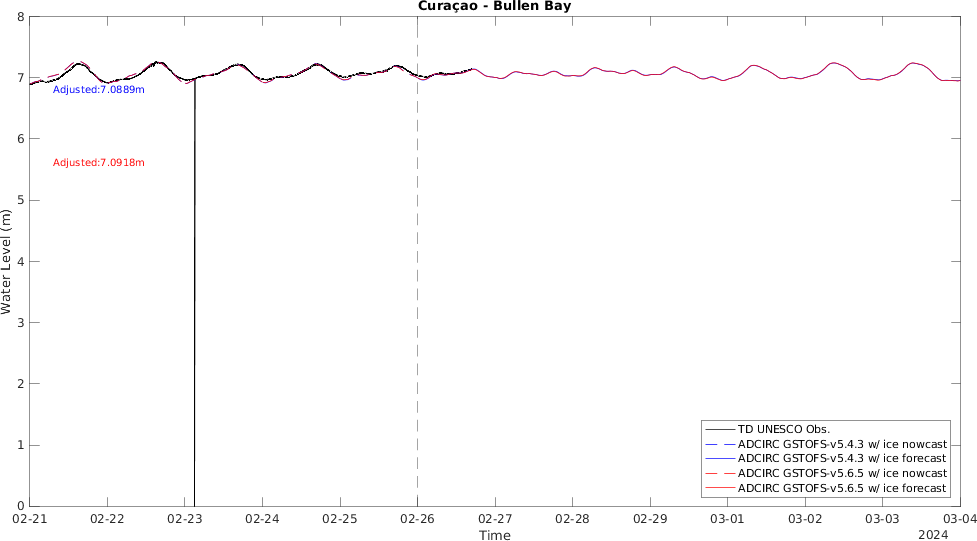 Curaçao - Bullen Bay
8
7
6
5
4
3
2
1
0
Water Level (m)
Adjusted:7.0889m
Adjusted:7.0918m
TD UNESCO Obs.
ADCIRC GSTOFS-v5.4.3 w/ ice nowcast
ADCIRC GSTOFS-v5.4.3 w/ ice forecast
ADCIRC GSTOFS-v5.6.5 w/ ice nowcast
ADCIRC GSTOFS-v5.6.5 w/ ice forecast
02-21 02-22 02-23 02-24 02-25 02-26 02-27 02-28 02-29 03-01 03-02 03-03 03-04
Time
2024